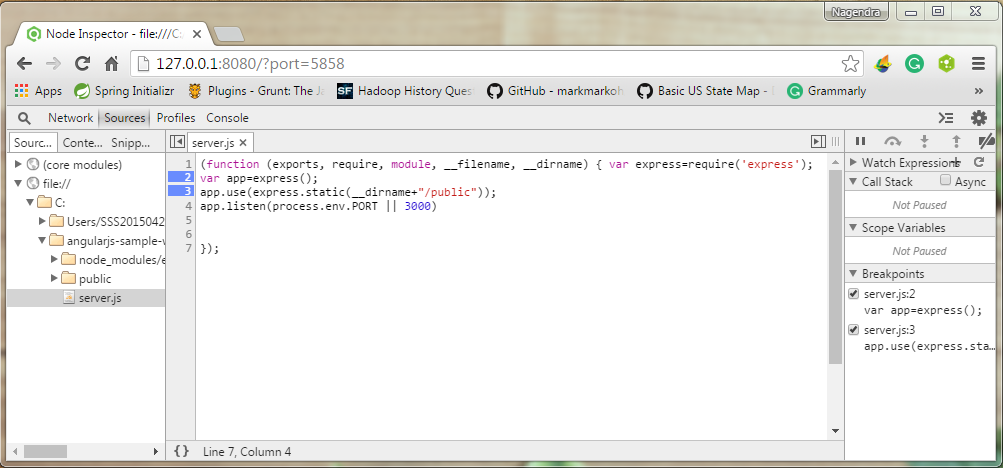 Nagendra
Node Inspector - file:///C:/
127.0.0.1:8080/?port=5858
Apps Spring Initializr Plugins - Grunt: The Ja SF Hadoop History Ques GitHub - markmarkoh Basic US State Map - Grammarly »
Network Sources Profiles Console
Sourc... Conte... Snipp... server.js
(core modules)
file://
C:
Users/SSS2015042
angularjs-sample-w
node_modules/e
public
server.js
1 (function (exports, require, module, __filename, __dirname) { var express=require('express');
2 var app=express();
3 app.use(express.static(__dirname+"/public"));
4 app.listen(process.env.PORT || 3000)
5
6
7 });
{} Line 7, Column 4
Watch Expressions
Call Stack Async
Not Paused
Scope Variables
Not Paused
Breakpoints
server.js:2
var app=express();
server.js:3
app.use(express.sta…